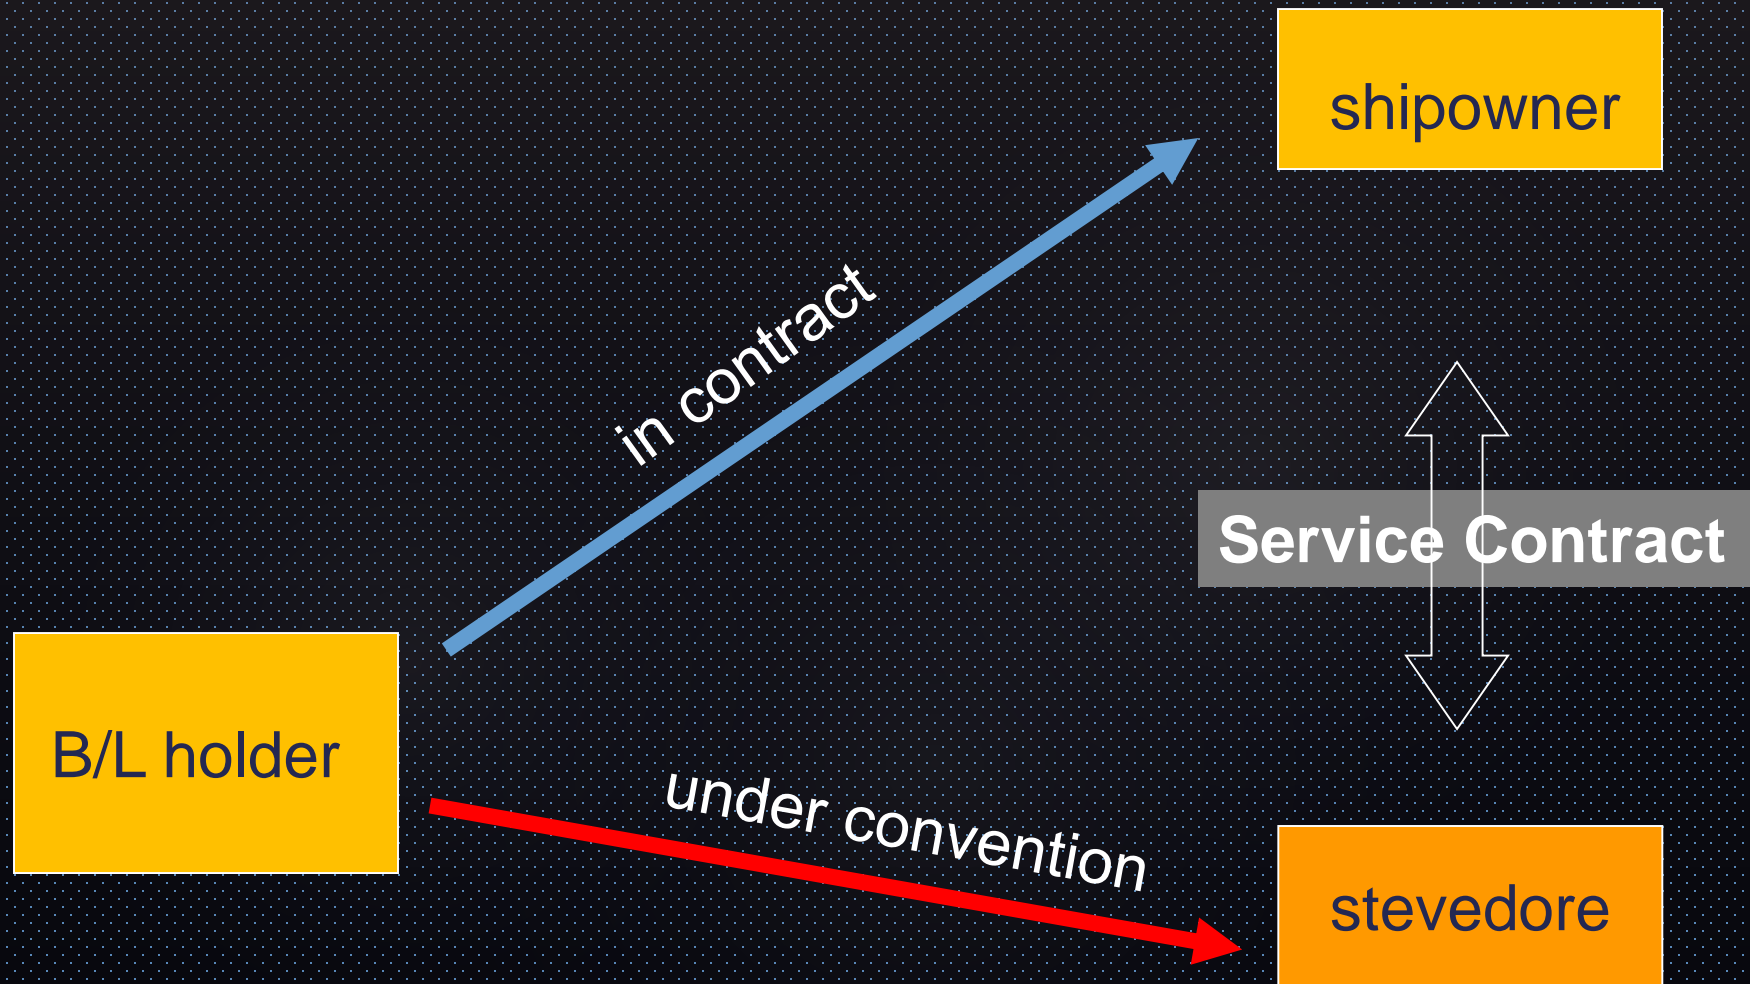 shipowner
in contract
Service Contract
B/L holder
under convention
stevedore